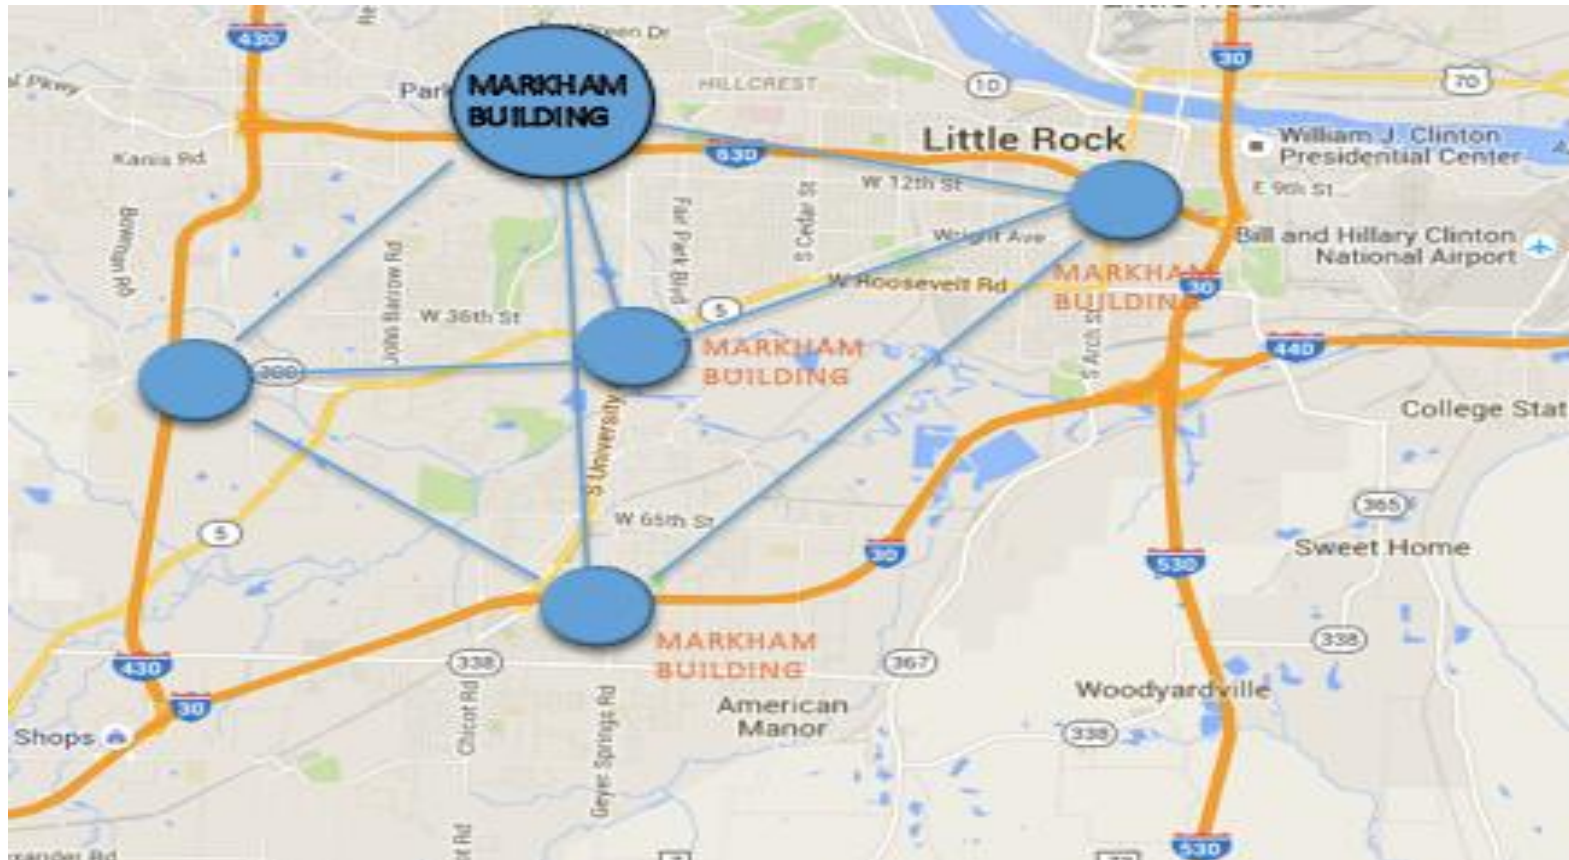 430
30
70
10
HILLCREST
MARKHAM
BUILDING
Little Rock
William J. Clinton
Presidential Center
630
Kanis Rd
W 12th St
E 9th St
Bowman Rd
John Barrow Rd
Fair Park Blvd
S Cedar St
Wright Ave
Bill and Hillary Clinton
National Airport
W Roosevelt Rd
MARKHAM
BUILDING
30
W 36th St
5
S Arch St
440
MARKHAM
BUILDING
300
College Stat
S University
365
W 65th St
5
30
530
Sweet Home
MARKHAM
BUILDING
338
430
338
367
30
Woodyardville
American
Manor
Chicot Rd
Geyer Springs Rd
Shops
338
530